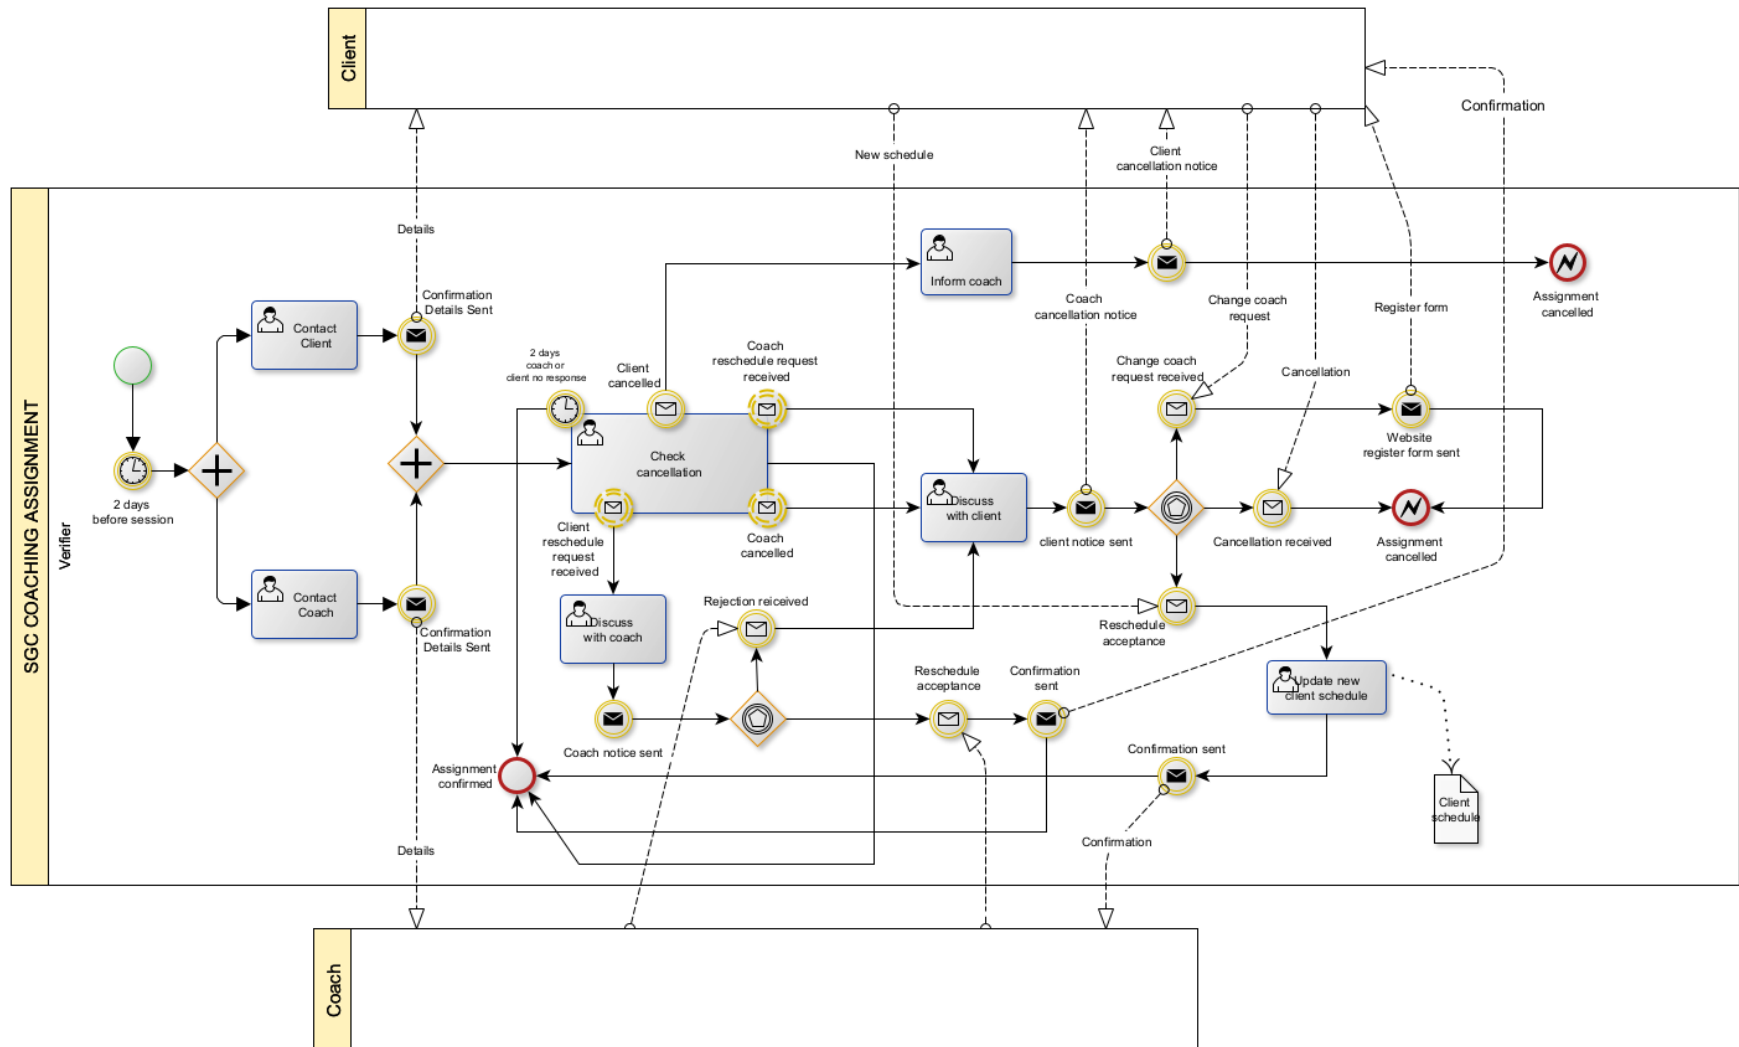 Client
Confirmation
New schedule
Client
cancellation notice
Details
SGC COACHING ASSIGNMENT
Verifier
Inform coach
Assignment
cancelled
Confirmation
Details Sent
Coach
cancellation notice
Change coach
request
Register form
Contact
Client
2 days
coach or
client no response
Client
cancelled
Coach
reschedule request
received
Change coach
request received
Cancellation
Check
cancellation
Website
register form sent
2 days
before session
Discuss
with client
client notice sent
Cancellation received
Assignment
cancelled
Client
reschedule
request
received
Coach
cancelled
Contact
Coach
Confirmation
Details Sent
Discuss
with coach
Rejection reiceived
Reschedule
acceptance
Reschedule
acceptance
Confirmation
sent
Update new
client schedule
Coach notice sent
Confirmation sent
Assignment
confirmed
Client
schedule
Details
Confirmation
Coach